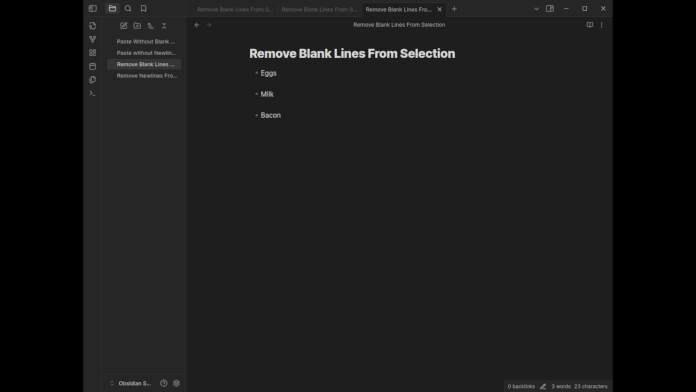 Remove Blank Lines From S...
Remove Blank Lines From S...
Remove Blank Lines Fro...
Remove Blank Lines From Selection
Paste Without Blank ...
Paste without Newlin...
Remove Blank Lines ...
Remove Newlines Fro...
Remove Blank Lines From Selection
Eggs
Milk
Bacon
Obsidian S...
0 backlinks 3 words 23 characters